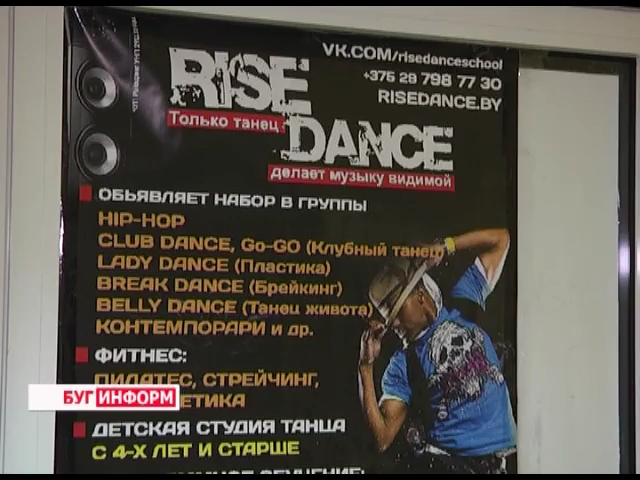 VK.COM/risedanceschool
+375 29 798 77 30
RISEDANCE.BY
RISE
Только танец
DANCE
делает музыку видимой
ОБЬЯВЛЯЕТ НАБОР В ГРУППЫ
HIP-HOP
CLUB DANCE, Go-GO (Клубный танец)
LADY DANCE (Пластика)
BREAK DANCE (Брейкинг)
BELLY DANCE (Танец живота)
КОНТЕМПОРАРИ и др.
ФИТНЕС:
ПИЛАТЕС, СТРЕЙЧИНГ,
БУГ ИНФОРМ
ДЕТСКАЯ СТУДИЯ ТАНЦА
С 4-Х ЛЕТ И СТАРШЕ